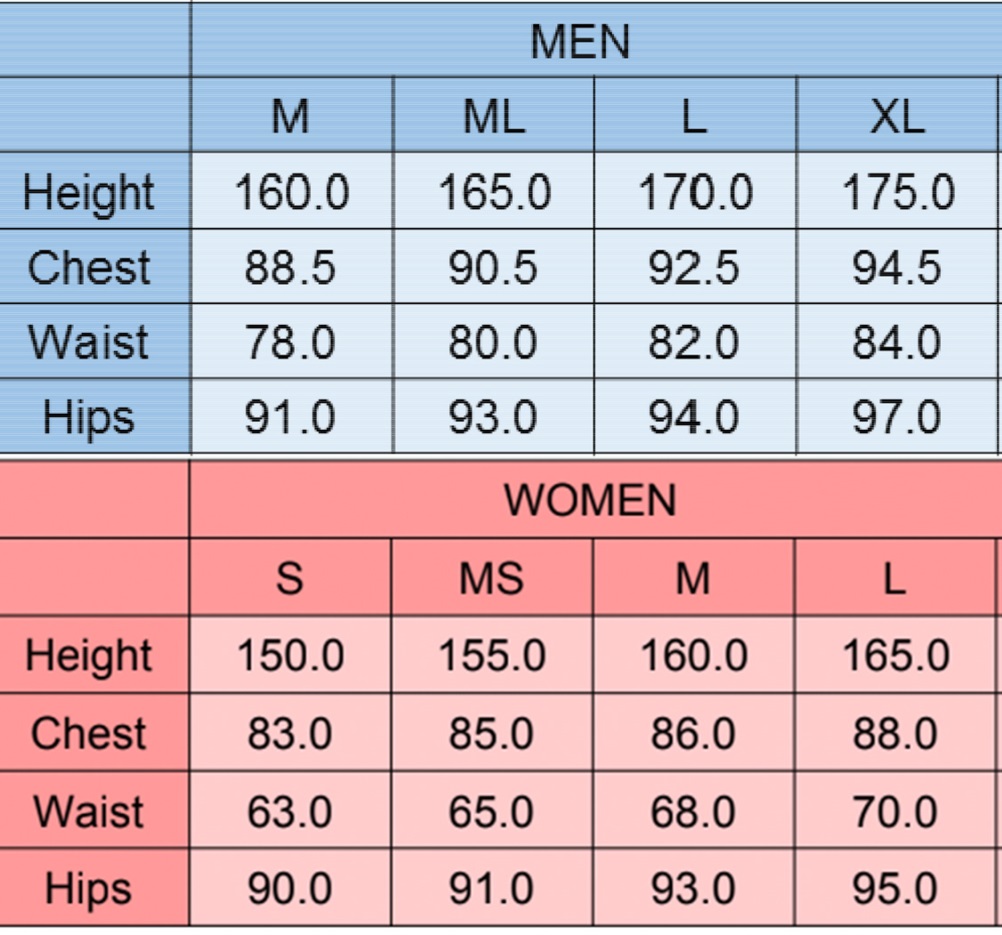 MEN
M ML L XL
Height 160.0 165.0 170.0 175.0
Chest 88.5 90.5 92.5 94.5
Waist 78.0 80.0 82.0 84.0
Hips 91.0 93.0 94.0 97.0
WOMEN
S MS M L
Height 150.0 155.0 160.0 165.0
Chest 83.0 85.0 86.0 88.0
Waist 63.0 65.0 68.0 70.0
Hips 90.0 91.0 93.0 95.0